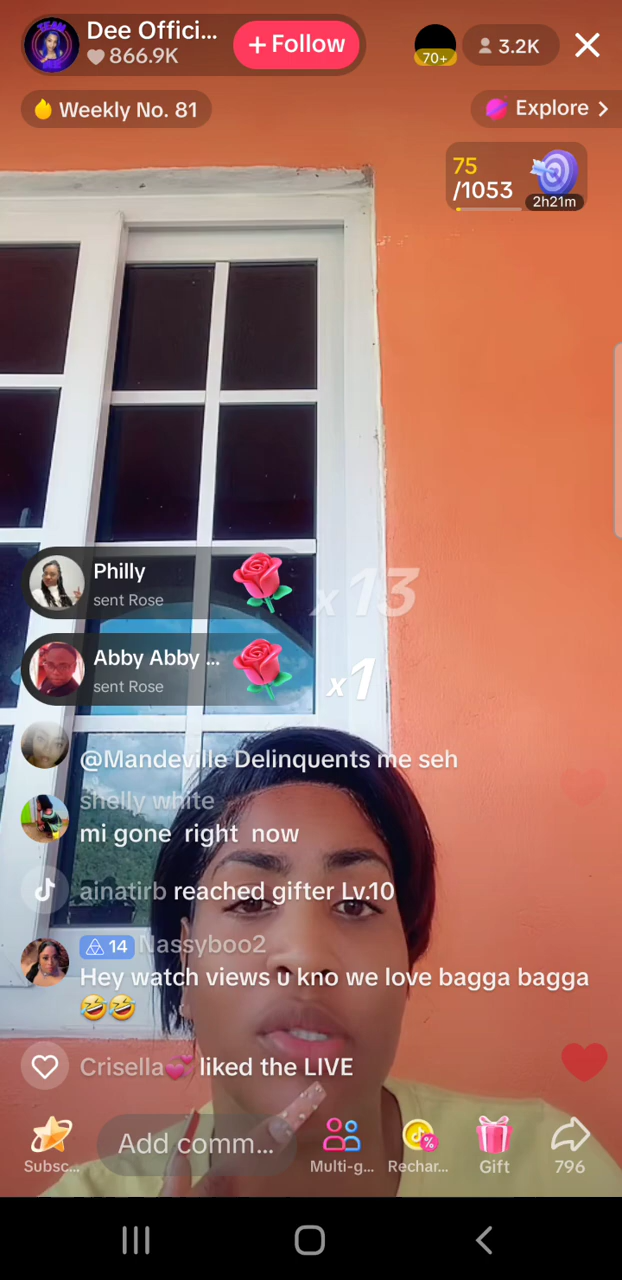 Dee Offici...
866.9K
+ Follow
70+
3.2K
Weekly No. 81
Explore
75
/1053
2h21m
Philly
sent Rose
x13
Abby Abby ...
sent Rose
x1
@Mandeville Delinquents me seh
shelly white
mi gone right now
ainatirb reached gifter Lv.10
14 Nassyboo2
Hey watch views u kno we love bagga bagga
🤣🤣
Crisella💞 liked the LIVE
Subsc...
Add comm...
Multi-g...
Rechar...
Gift
796